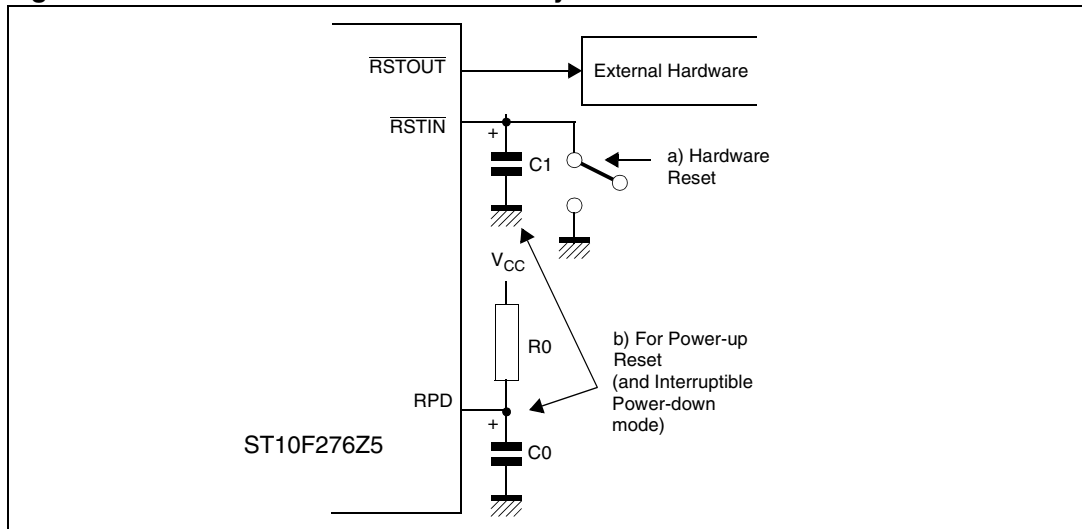 RSTOUT
External Hardware
RSTIN
+
C1
a) Hardware
Reset
VCC
R0
b) For Power-up
Reset
(and Interruptible
Power-down
mode)
RPD
+
C0
ST10F276Z5